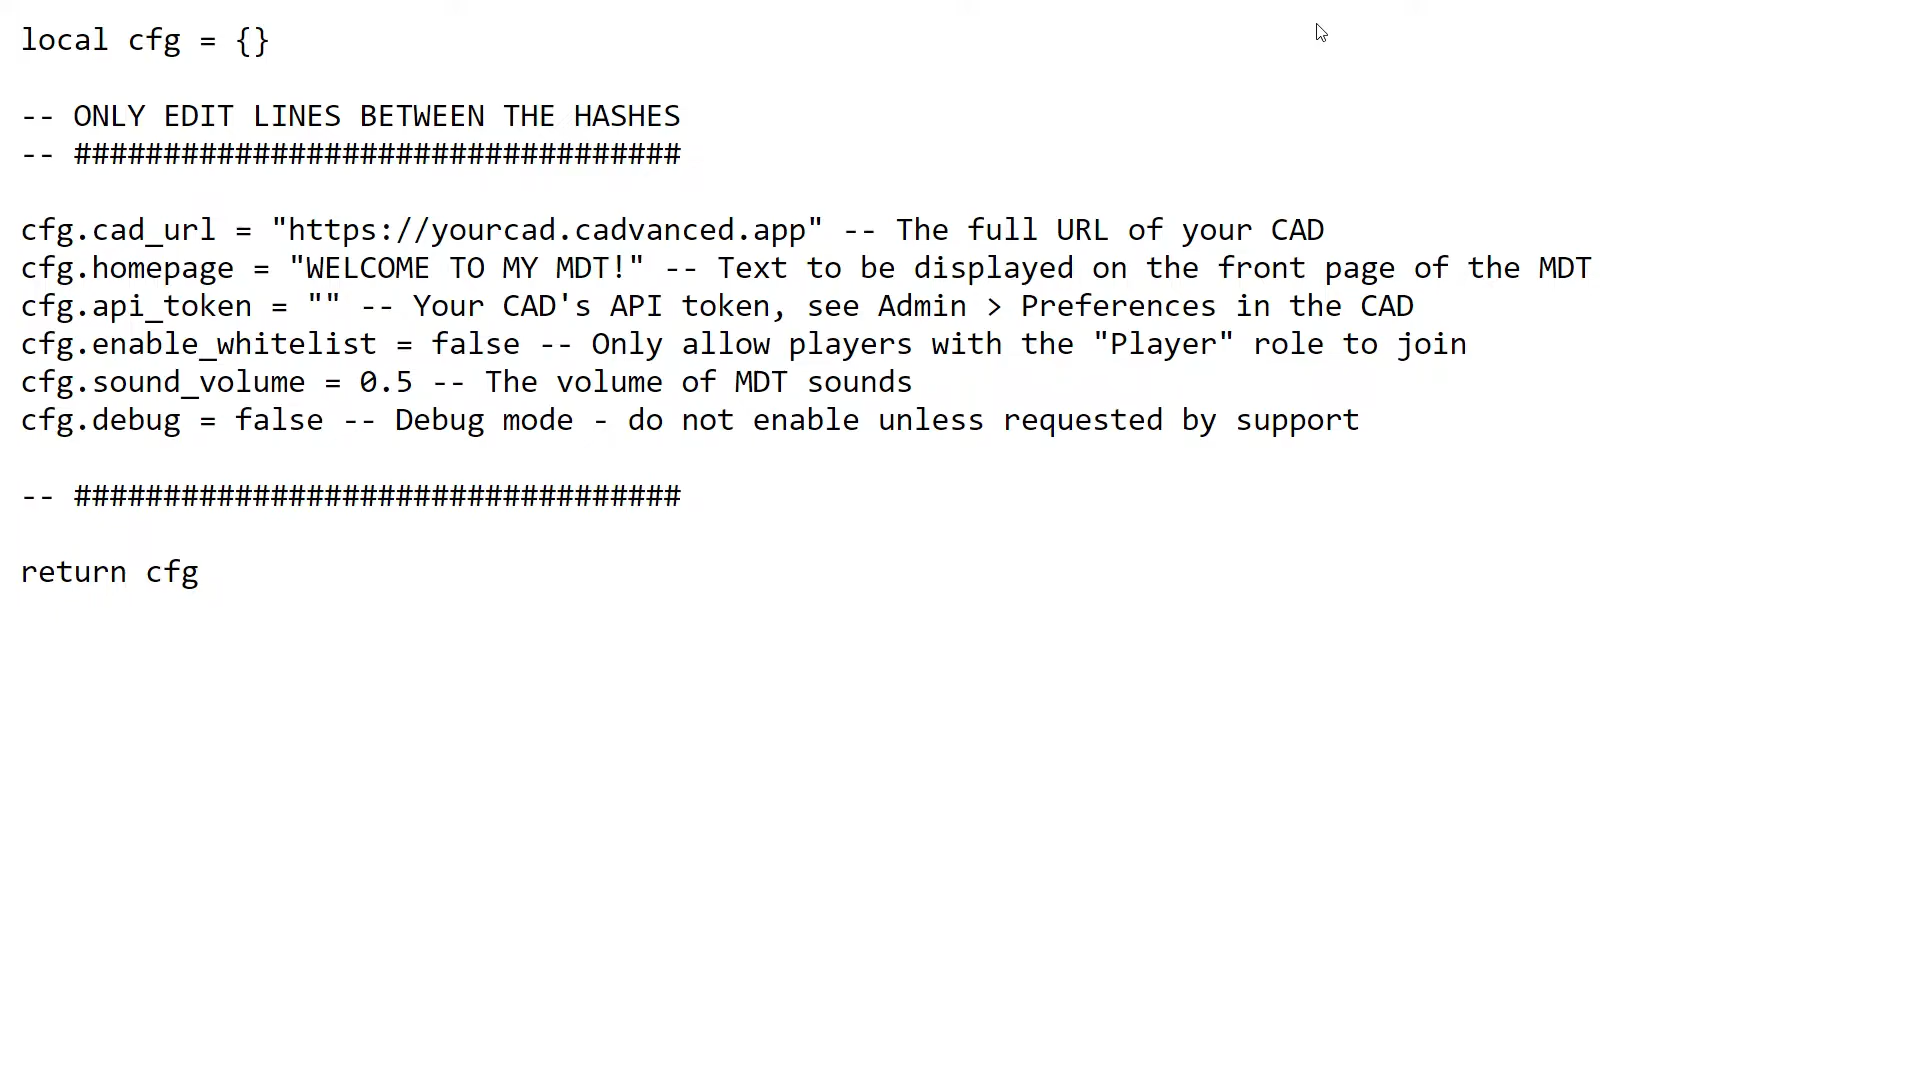 local cfg = {}
-- ONLY EDIT LINES BETWEEN THE HASHES
-- ##################################
cfg.cad_url = "https://yourcad.cadvanced.app" -- The full URL of your CAD
cfg.homepage = "WELCOME TO MY MDT!" -- Text to be displayed on the front page of the MDT
cfg.api_token = "" -- Your CAD's API token, see Admin > Preferences in the CAD
cfg.enable_whitelist = false -- Only allow players with the "Player" role to join
cfg.sound_volume = 0.5 -- The volume of MDT sounds
cfg.debug = false -- Debug mode - do not enable unless requested by support
-- ##################################
return cfg